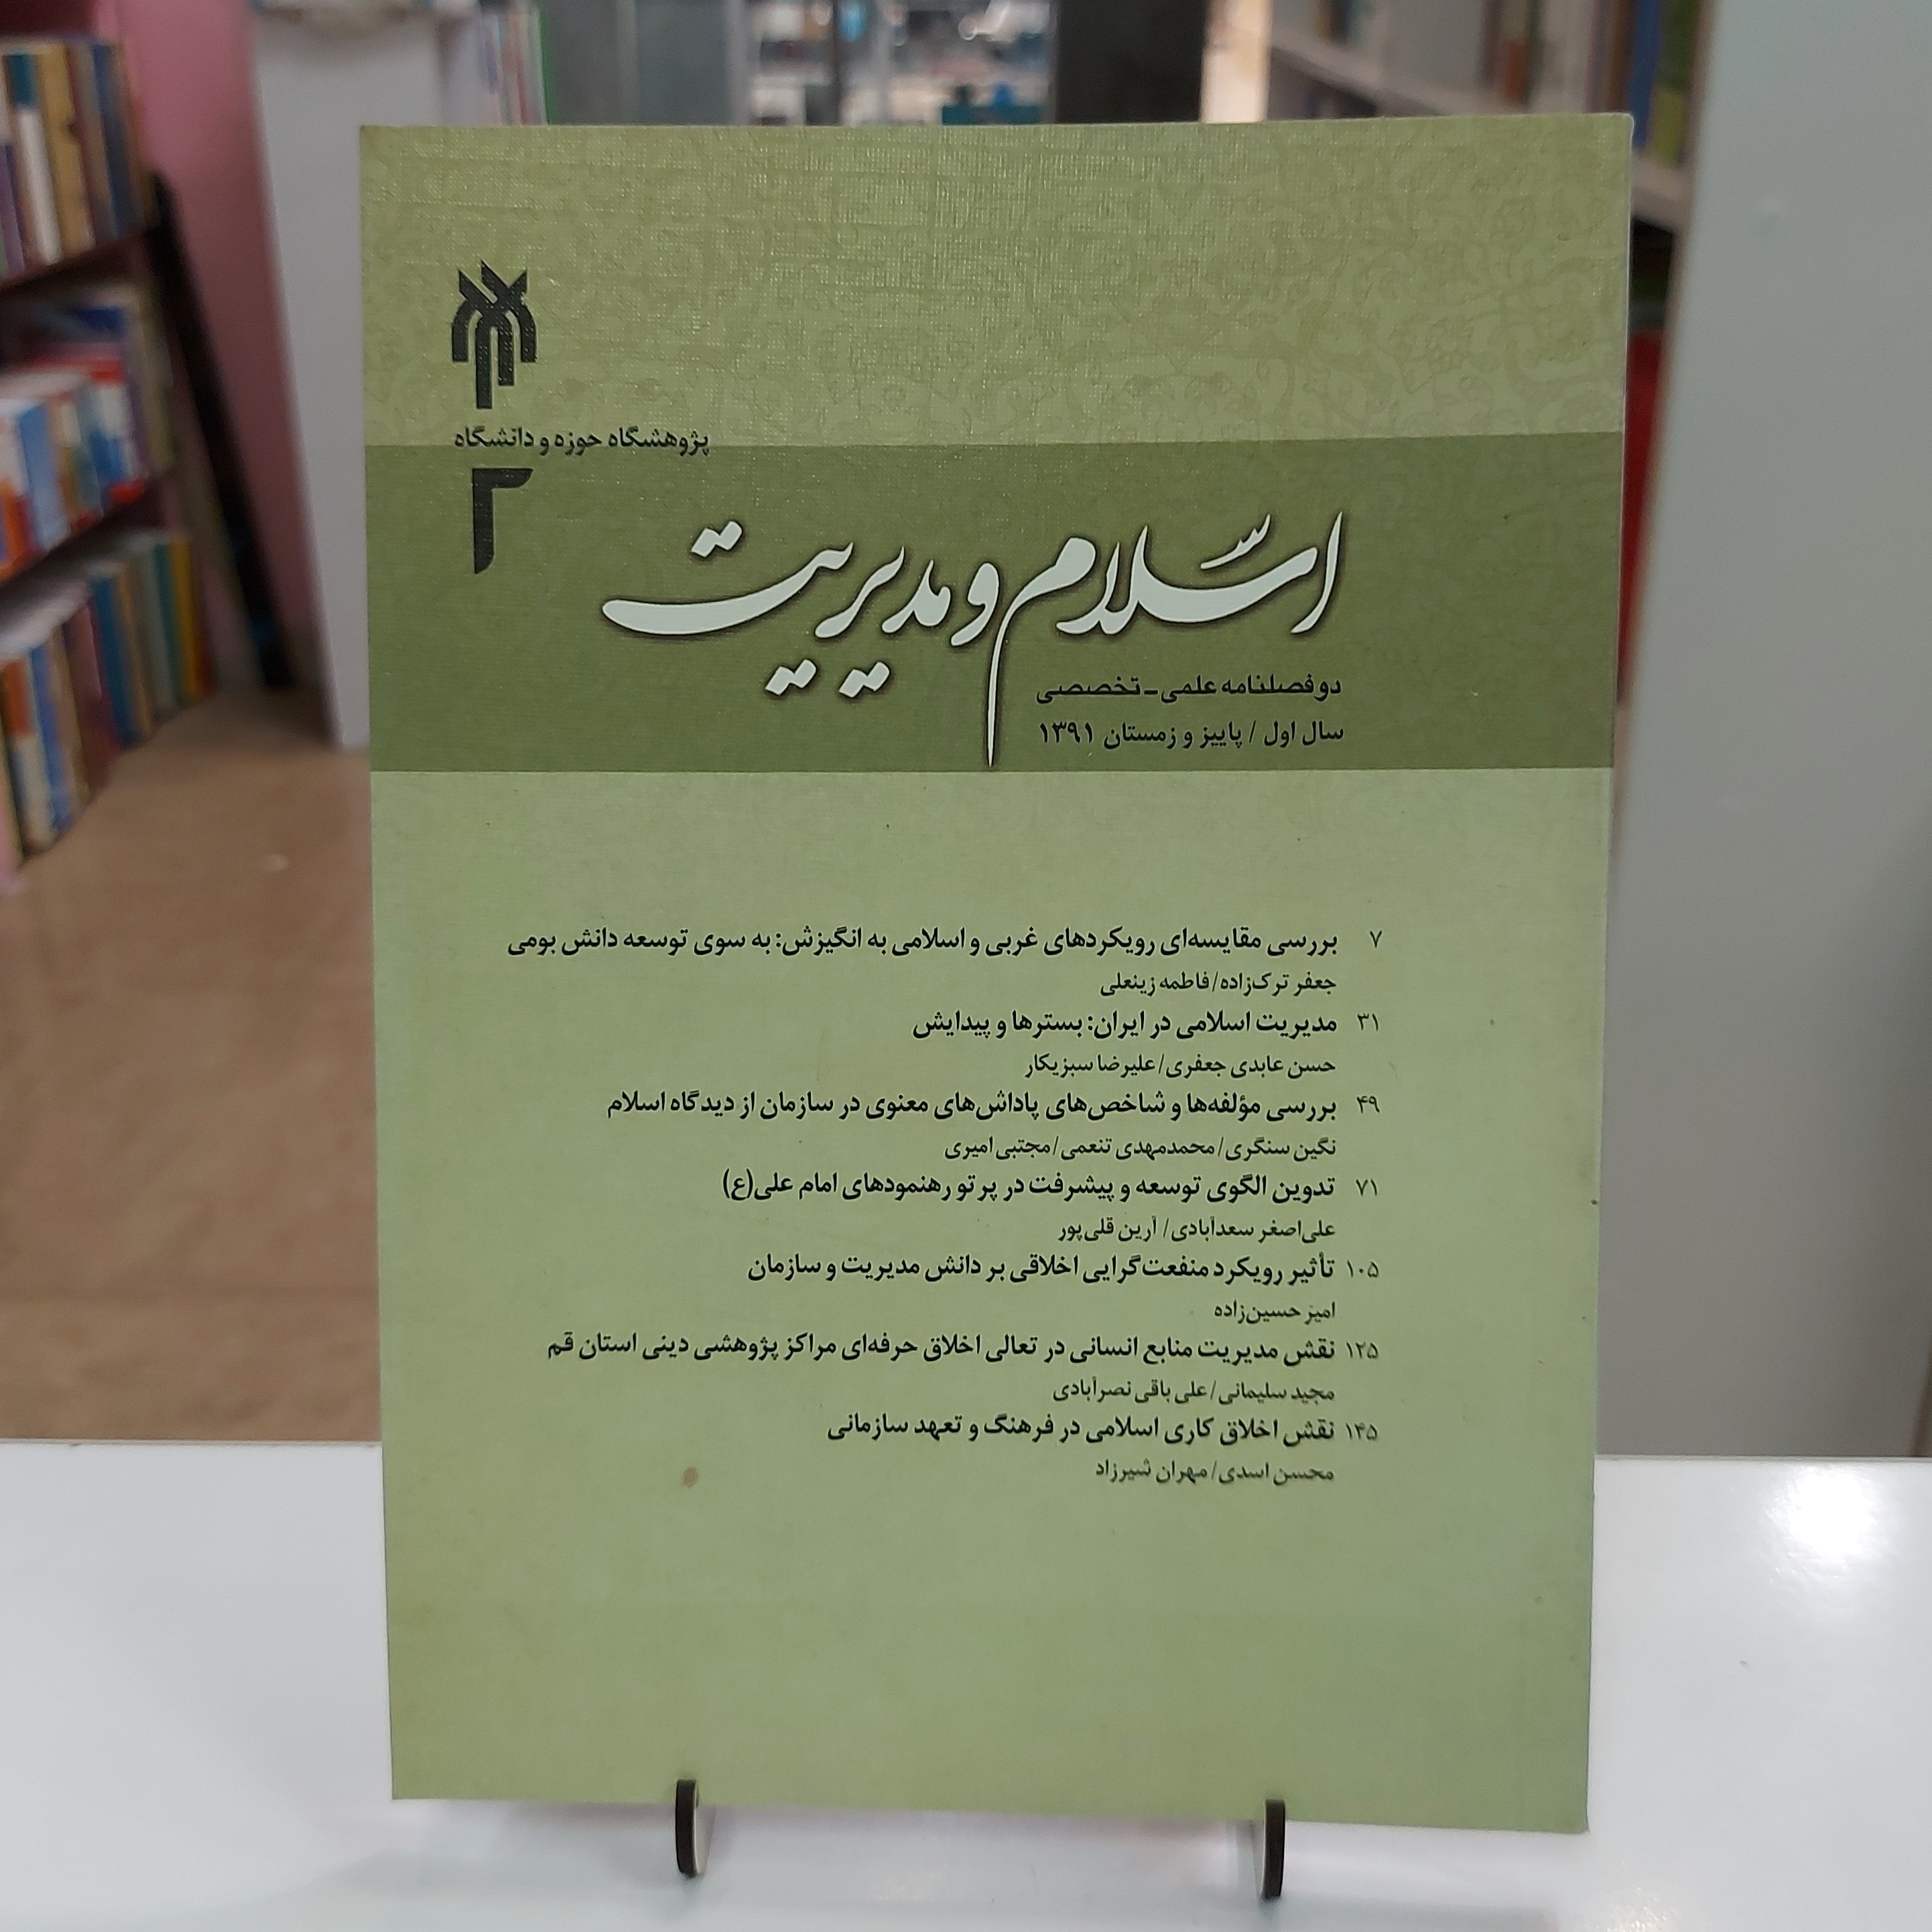 پژوهشگاه حوزه و دانشگاه
۲
اسلام و مدیریت
دو فصلنامه علمی - تخصصی
سال اول / پاییز و زمستان ۱۳۹۱
۷ بررسی مقایسه‌ای رویکردهای غربی و اسلامی به انگیزش: به سوی توسعه دانش بومی
جعفر ترک‌زاده/فاطمه زینعلی
۳۱ مدیریت اسلامی در ایران: بسترها و پیدایش
حسن عابدی جعفری/علیرضا سبزیکار
۴۹ بررسی مؤلفه‌ها و شاخص‌های پاداش‌های معنوی در سازمان از دیدگاه اسلام
نگین سنگری/محمدمهدی تنعمی/مجتبی امیری
۷۱ تدوین الگوی توسعه و پیشرفت در پرتو رهنمودهای امام علی(ع)
علی‌اصغر سعدآبادی/ آرین قلی‌پور
۱۰۵ تأثیر رویکرد منفعت‌گرایی اخلاقی بر دانش مدیریت و سازمان
امیر حسین‌زاده
۱۲۵ نقش مدیریت منابع انسانی در تعالی اخلاق حرفه‌ای مراکز پژوهشی دینی استان قم
مجید سلیمانی/علی باقی نصرآبادی
۱۴۵ نقش اخلاق کاری اسلامی در فرهنگ و تعهد سازمانی
محسن اسدی/مهران شیرزاد